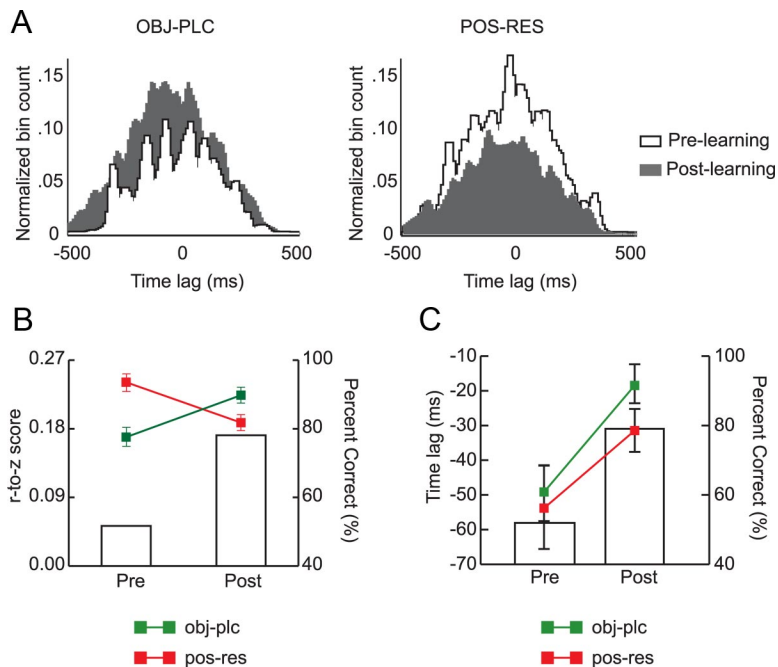 A
OBJ-PLC
POS-RES
Normalized bin count
.15
.10
.05
0
-500
0
500
Time lag (ms)
Normalized bin count
.15
.10
.05
0
-500
0
500
Time lag (ms)
Pre-learning
Post-learning
B
r-to-z score
0.27
0.18
0.09
0.00
Pre
Post
100
80
60
40
Percent Correct (%)
obj-plc
pos-res
C
Time lag (ms)
-10
-20
-30
-40
-50
-60
-70
Pre
Post
100
80
60
40
Percent Correct (%)
obj-plc
pos-res